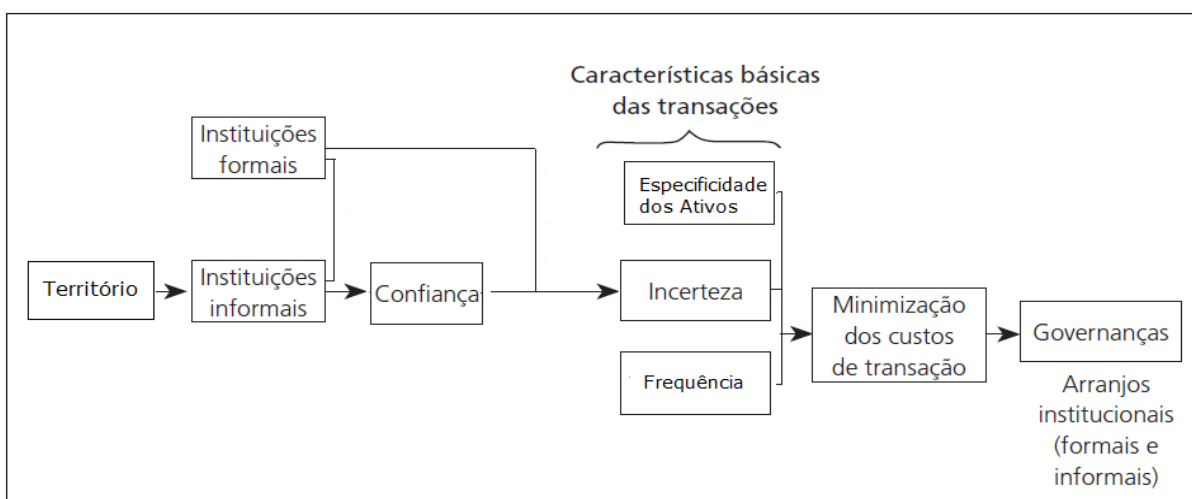 Características básicas
das transações
Instituições
formais
Especificidade
dos Ativos
Território
Instituições
informais
Confiança
Incerteza
Minimização
dos custos
de transação
Governanças
Frequência
Arranjos
institucionais
(formais e
informais)